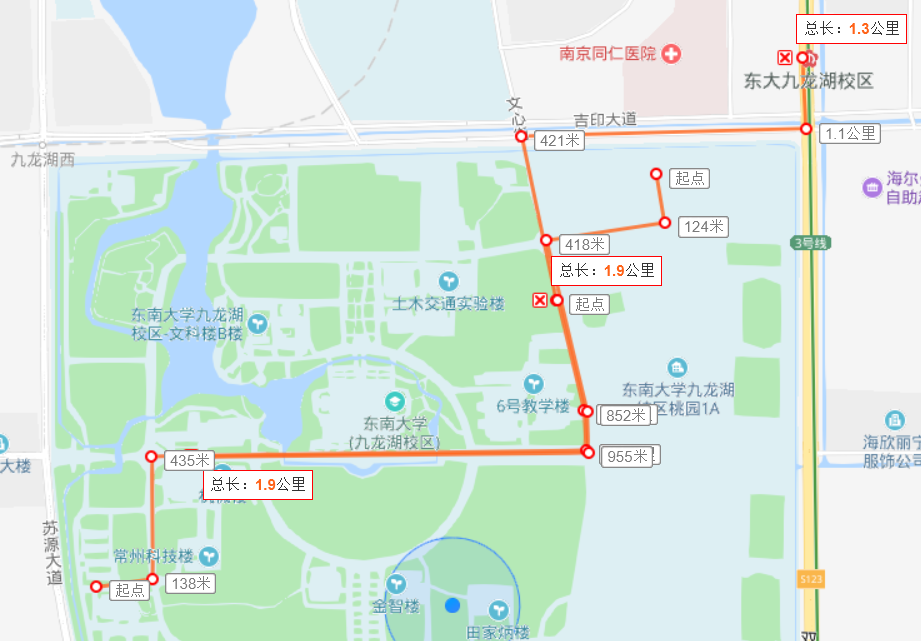 总长：1.3公里
南京同仁医院
东大九龙湖校区
文心
吉印大道
421米
1.1公里
九龙湖西
起点
124米
海尔
自助
418米
3号线
总长：1.9公里
起点
土木交通实验楼
东南大学九龙湖
校区-文科楼B楼
6号教学楼
东南大学九龙湖
校区桃园1A
852米
东南大学
(九龙湖校区)
海欣丽宁
服饰公司
大楼
435米
955米
总长：1.9公里
苏源大道
常州科技楼
138米
起点
S123
金智楼
田家炳楼